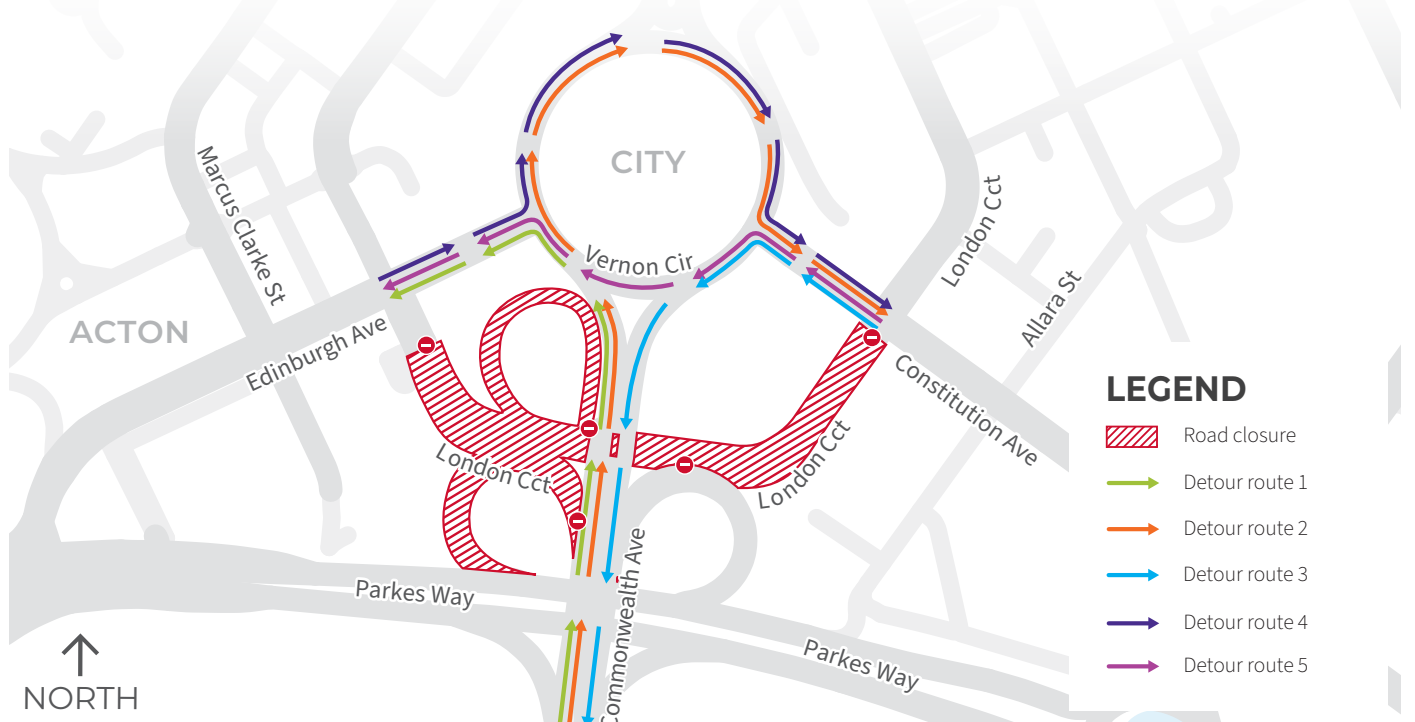 CITY
Marcus Clarke St
London Cct
Vernon Cir
Allara St
ACTON
Edinburgh Ave
Constitution Ave
London Cct
London Cct
Commonwealth Ave
Parkes Way
Parkes Way
NORTH
LEGEND
Road closure
Detour route 1
Detour route 2
Detour route 3
Detour route 4
Detour route 5